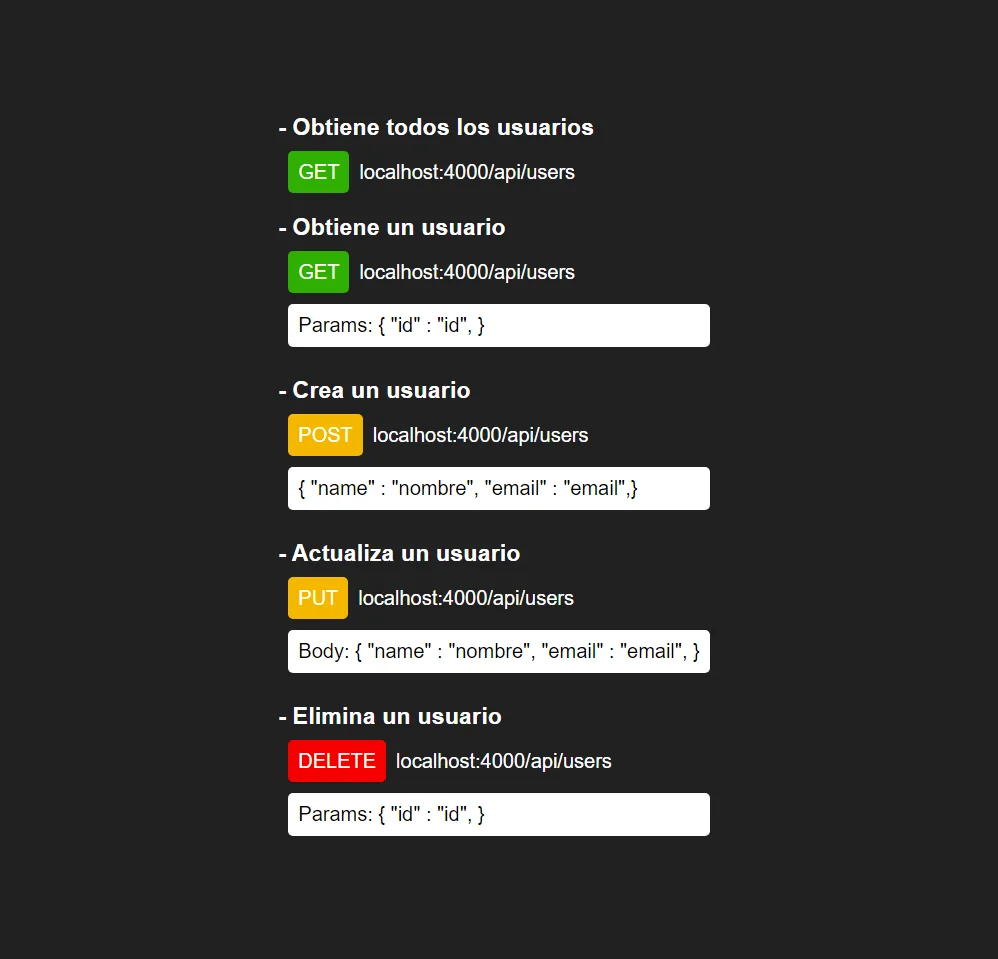 - Obtiene todos los usuarios
GET localhost:4000/api/users
- Obtiene un usuario
GET localhost:4000/api/users
Params: { "id" : "id", }
- Crea un usuario
POST localhost:4000/api/users
{ "name" : "nombre", "email" : "email",}
- Actualiza un usuario
PUT localhost:4000/api/users
Body: { "name" : "nombre", "email" : "email", }
- Elimina un usuario
DELETE localhost:4000/api/users
Params: { "id" : "id", }